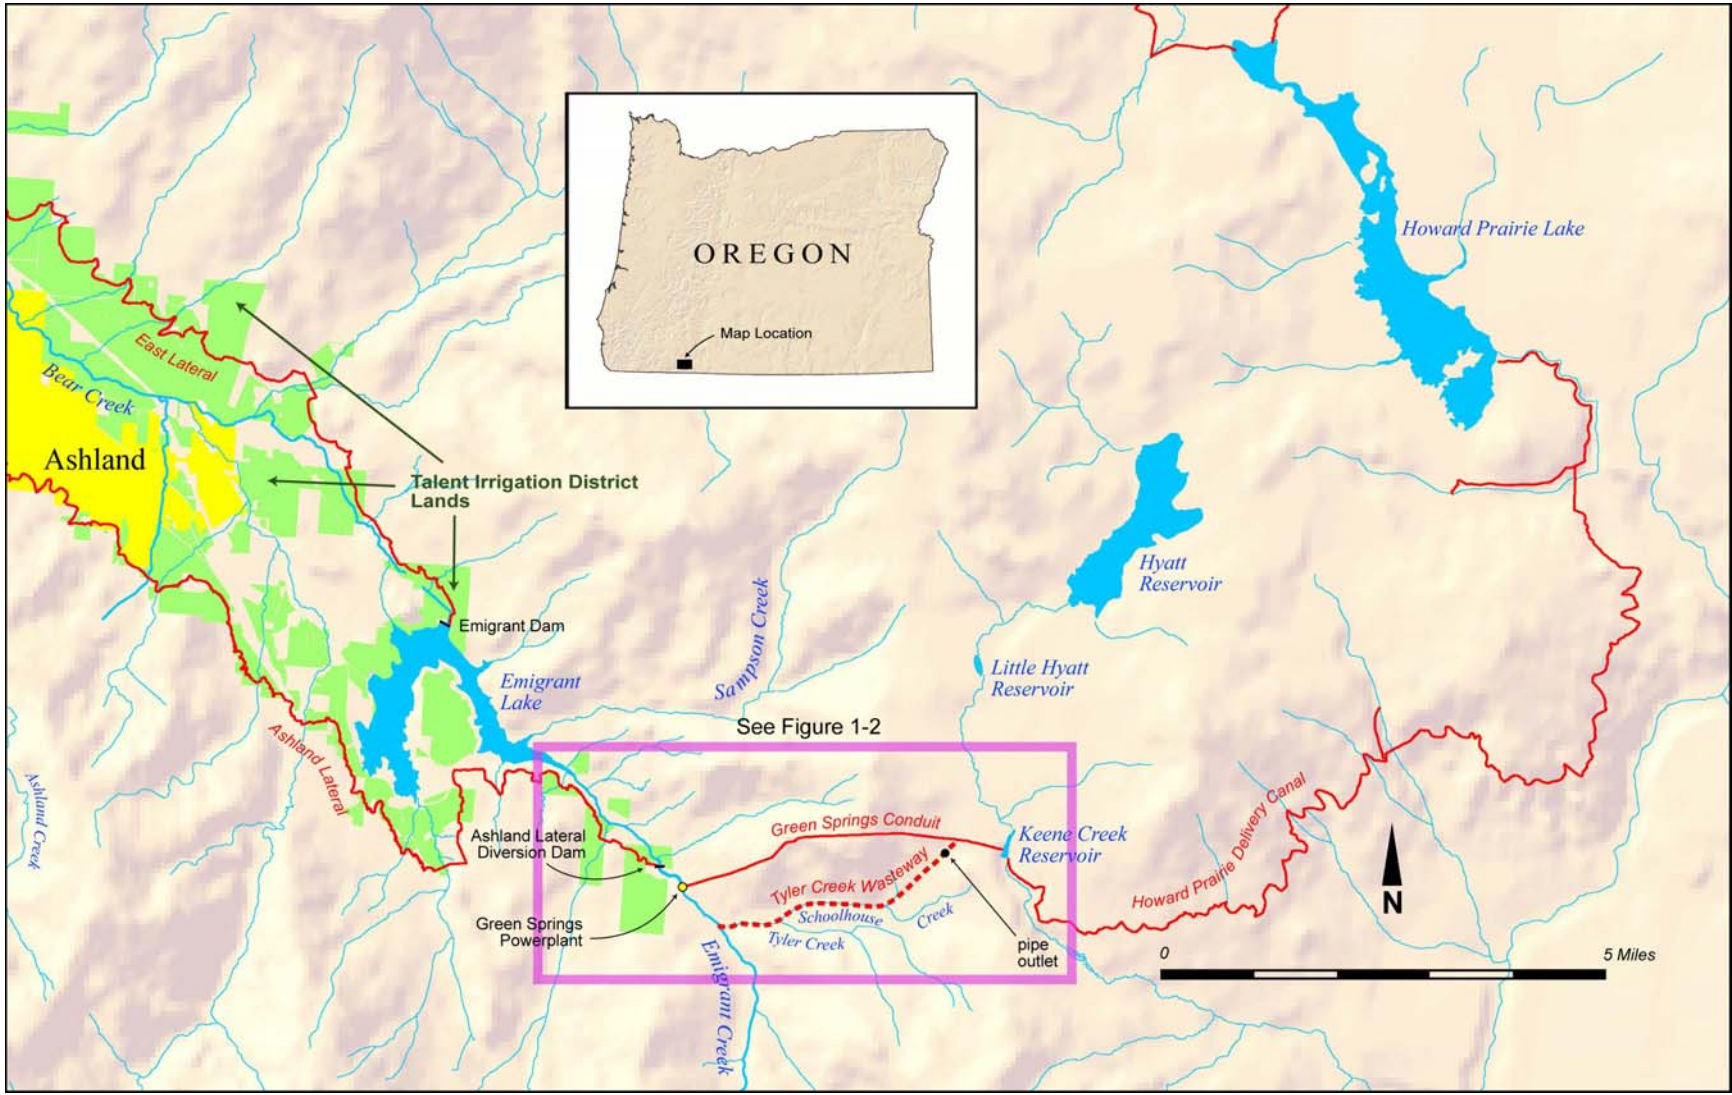 Howard Prairie Lake
OREGON
Map Location
East Lateral
Bear Creek
Ashland
Talent Irrigation District
Lands
Hyatt
Reservoir
Emigrant Dam
Sampson Creek
Little Hyatt
Reservoir
Emigrant
Lake
See Figure 1-2
Ashland Lateral
Ashland Creek
Green Springs Conduit
Keene Creek
Reservoir
Howard Prairie Delivery Canal
Ashland Lateral
Diversion Dam
Tyler Creek Wasteway
Schoolhouse
Creek
Green Springs
Powerplant
Tyler Creek
pipe
outlet
Emigrant Creek
N
0
5 Miles